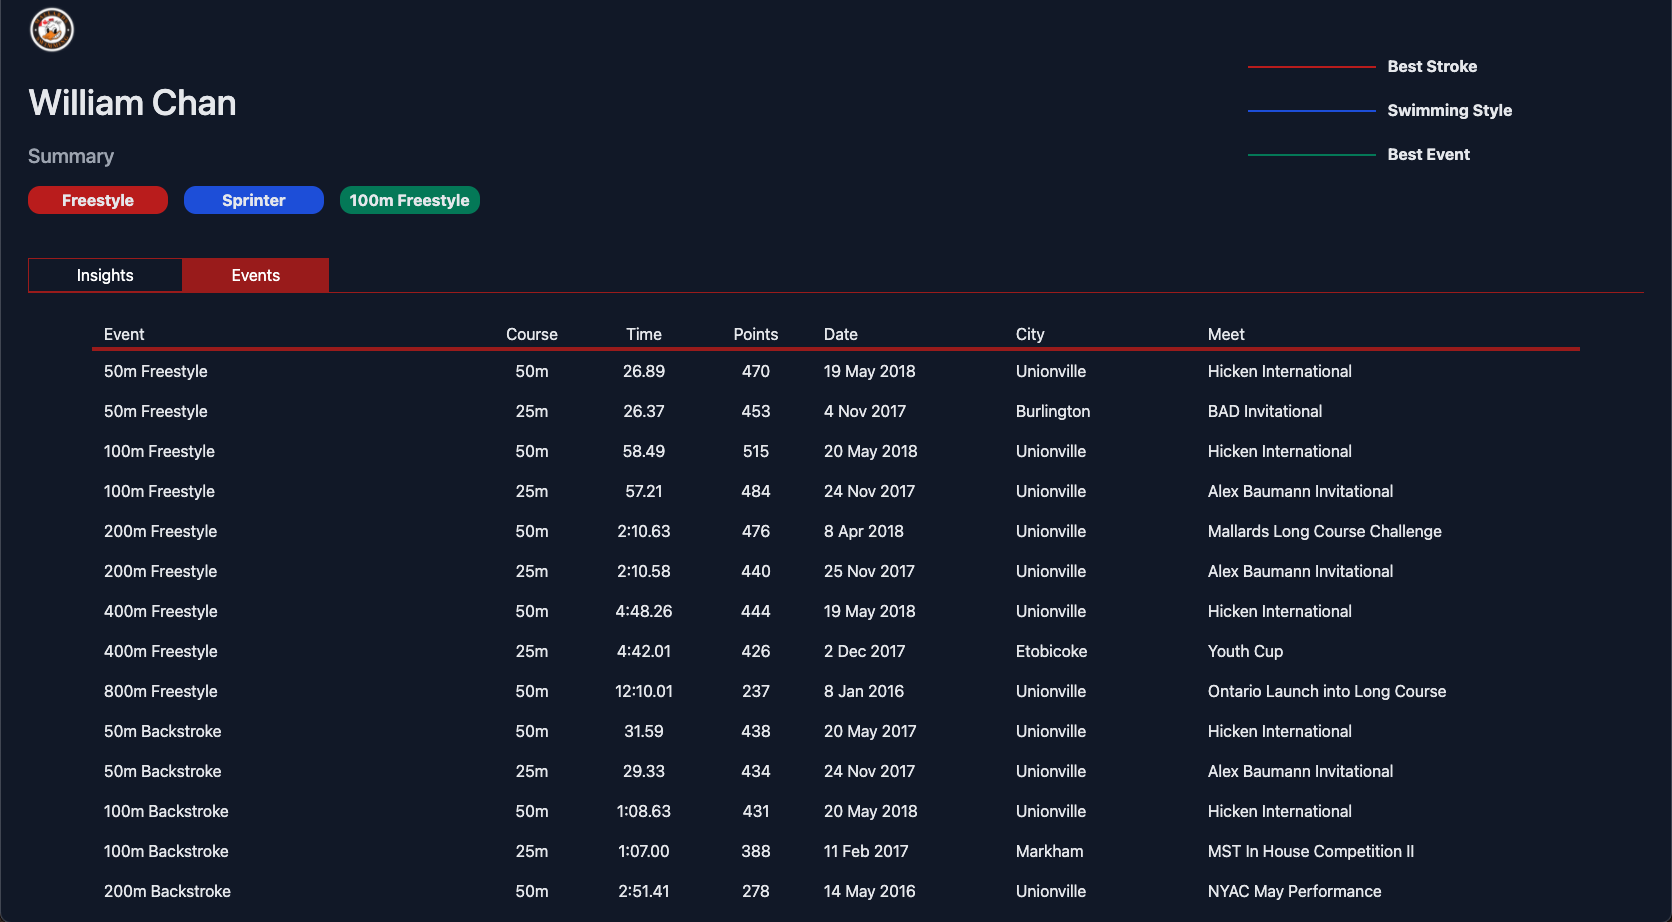 William Chan
Summary
Freestyle Sprinter 100m Freestyle
Best Stroke
Swimming Style
Best Event
Insights Events
Event Course Time Points Date City Meet
50m Freestyle 50m 26.89 470 19 May 2018 Unionville Hicken International
50m Freestyle 25m 26.37 453 4 Nov 2017 Burlington BAD Invitational
100m Freestyle 50m 58.49 515 20 May 2018 Unionville Hicken International
100m Freestyle 25m 57.21 484 24 Nov 2017 Unionville Alex Baumann Invitational
200m Freestyle 50m 2:10.63 476 8 Apr 2018 Unionville Mallards Long Course Challenge
200m Freestyle 25m 2:10.58 440 25 Nov 2017 Unionville Alex Baumann Invitational
400m Freestyle 50m 4:48.26 444 19 May 2018 Unionville Hicken International
400m Freestyle 25m 4:42.01 426 2 Dec 2017 Etobicoke Youth Cup
800m Freestyle 50m 12:10.01 237 8 Jan 2016 Unionville Ontario Launch into Long Course
50m Backstroke 50m 31.59 438 20 May 2017 Unionville Hicken International
50m Backstroke 25m 29.33 434 24 Nov 2017 Unionville Alex Baumann Invitational
100m Backstroke 50m 1:08.63 431 20 May 2018 Unionville Hicken International
100m Backstroke 25m 1:07.00 388 11 Feb 2017 Markham MST In House Competition II
200m Backstroke 50m 2:51.41 278 14 May 2016 Unionville NYAC May Performance